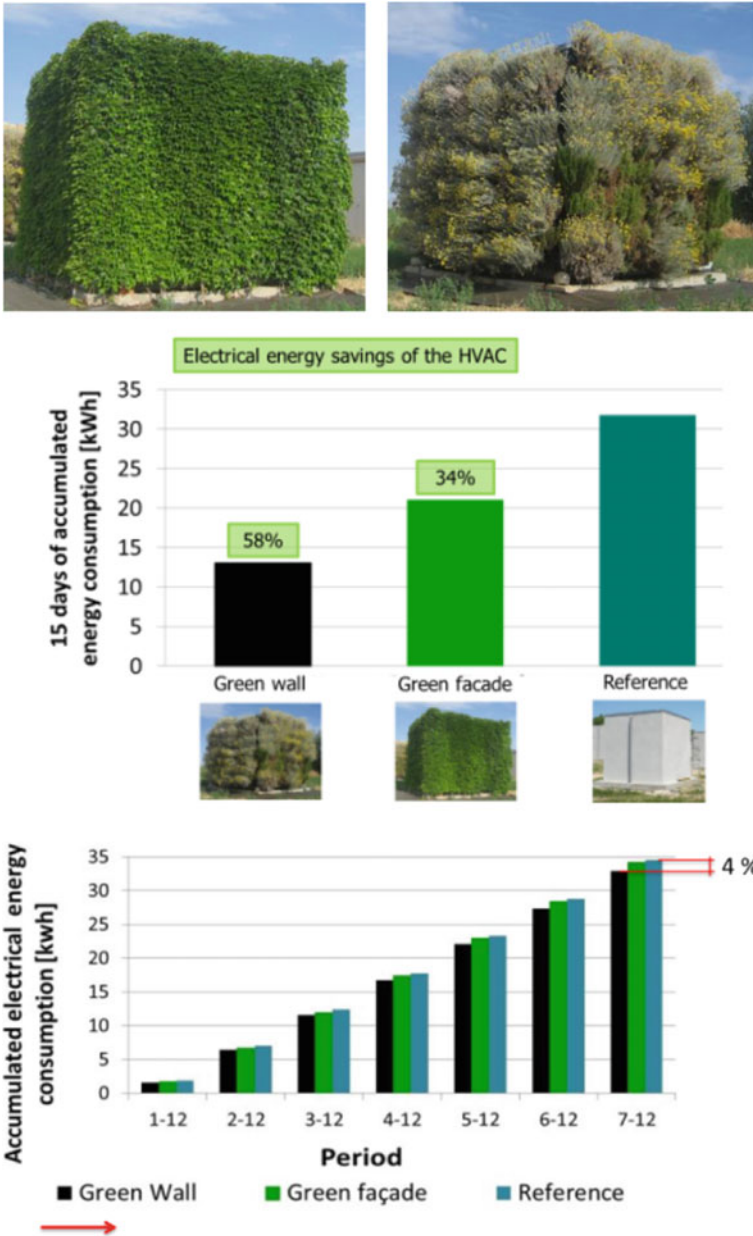 Electrical energy savings of the HVAC
15 days of accumulated
energy consumption [kWh]
35
30
25
20
15
10
5
0
58%
34%
Green wall
Green facade
Reference
Accumulated electrical energy
consumption [kwh]
35
30
25
20
15
10
5
0
4 %
1-12
2-12
3-12
4-12
5-12
6-12
7-12
Period
Green Wall
Green façade
Reference